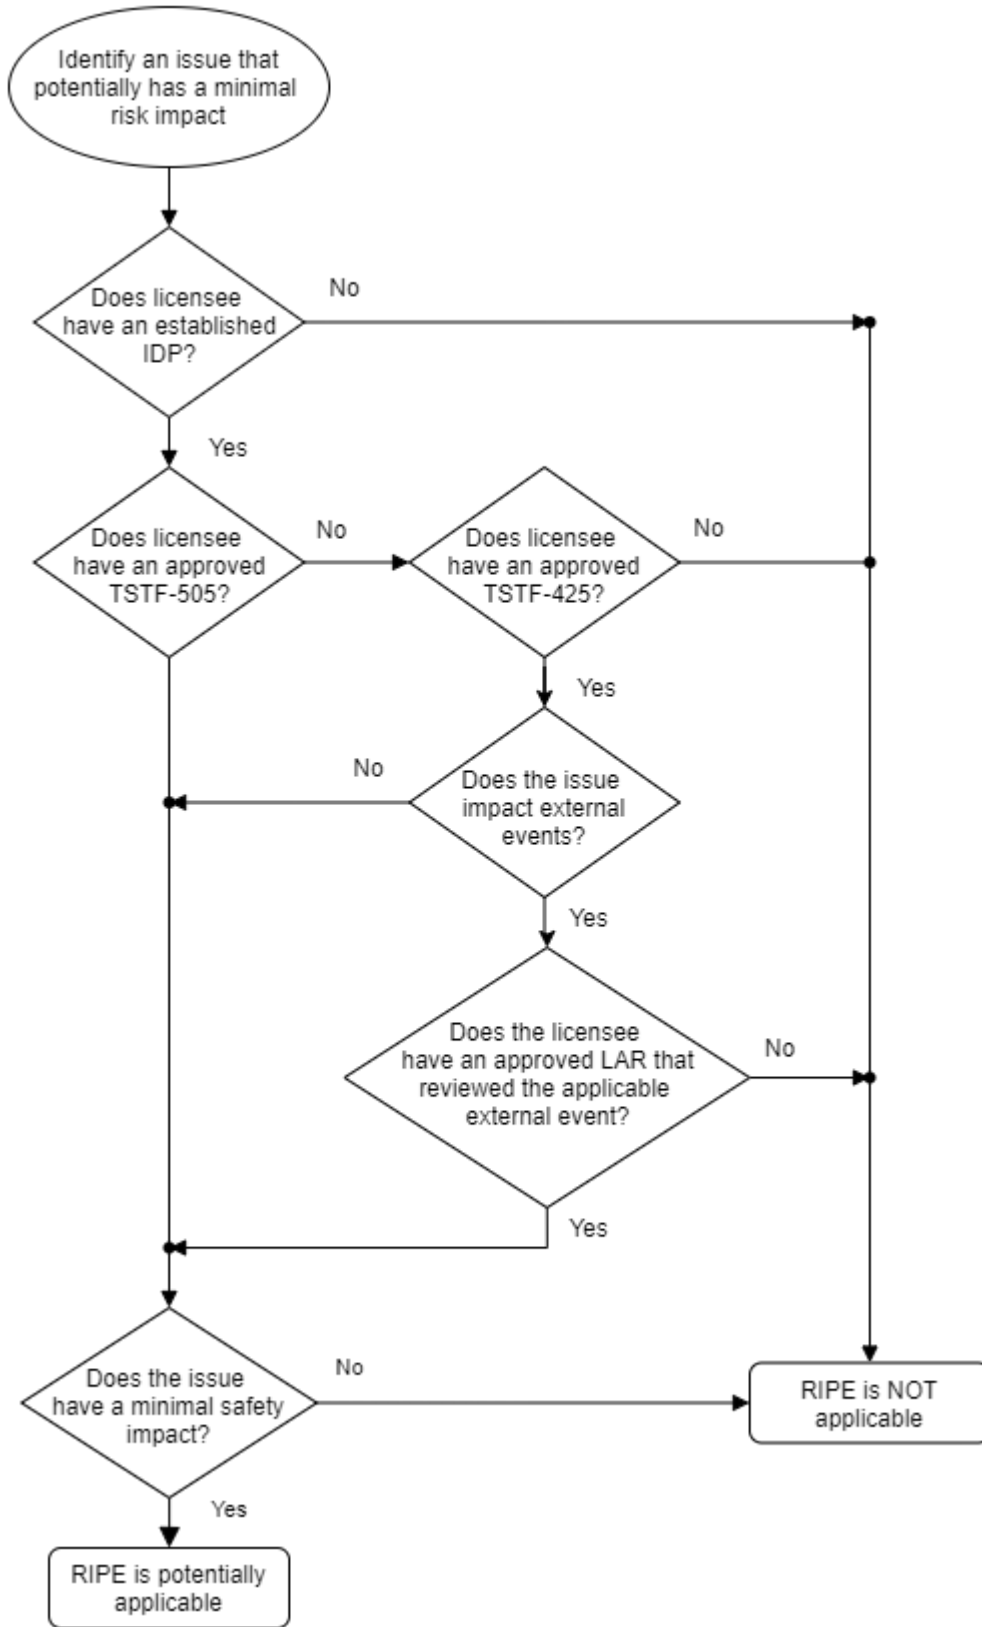 Identify an issue that
potentially has a minimal
risk impact
Does licensee
have an established
IDP?
No
Yes
Does licensee
have an approved
TSTF-505?
No
Does licensee
have an approved
TSTF-425?
No
Yes
Does the issue
impact external
events?
No
Yes
Does the licensee
have an approved LAR that
reviewed the applicable
external event?
No
Yes
Does the issue
have a minimal safety
impact?
No
RIPE is NOT
applicable
Yes
RIPE is potentially
applicable